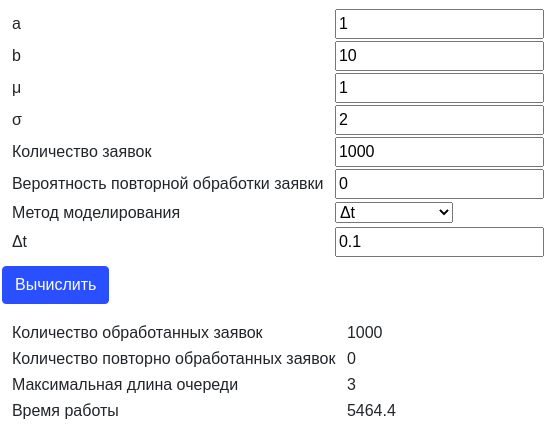 a 1
b 10
μ 1
σ 2
Количество заявок 1000
Вероятность повторной обработки заявки 0
Метод моделирования Δt
Δt 0.1
Вычислить
Количество обработанных заявок 1000
Количество повторно обработанных заявок 0
Максимальная длина очереди 3
Время работы 5464.4